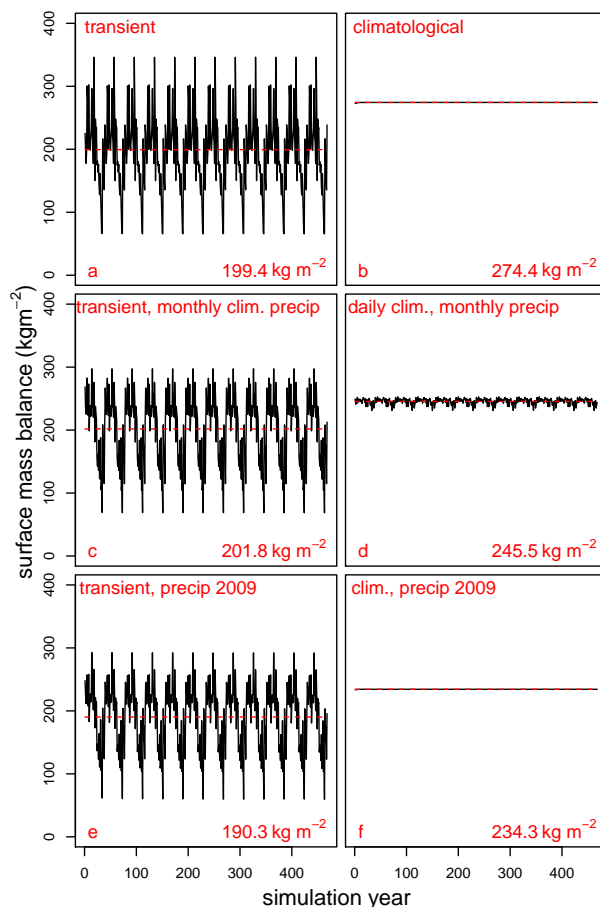 transient
climatological
400
300
200
100
0
a
199.4 kg m⁻²
b
274.4 kg m⁻²
transient, monthly clim. precip
daily clim., monthly precip
400
300
200
100
0
c
201.8 kg m⁻²
d
245.5 kg m⁻²
transient, precip 2009
clim., precip 2009
400
300
200
100
0
e
190.3 kg m⁻²
f
234.3 kg m⁻²
surface mass balance (kgm⁻²)
0 100 200 300 400
0 100 200 300 400
simulation year